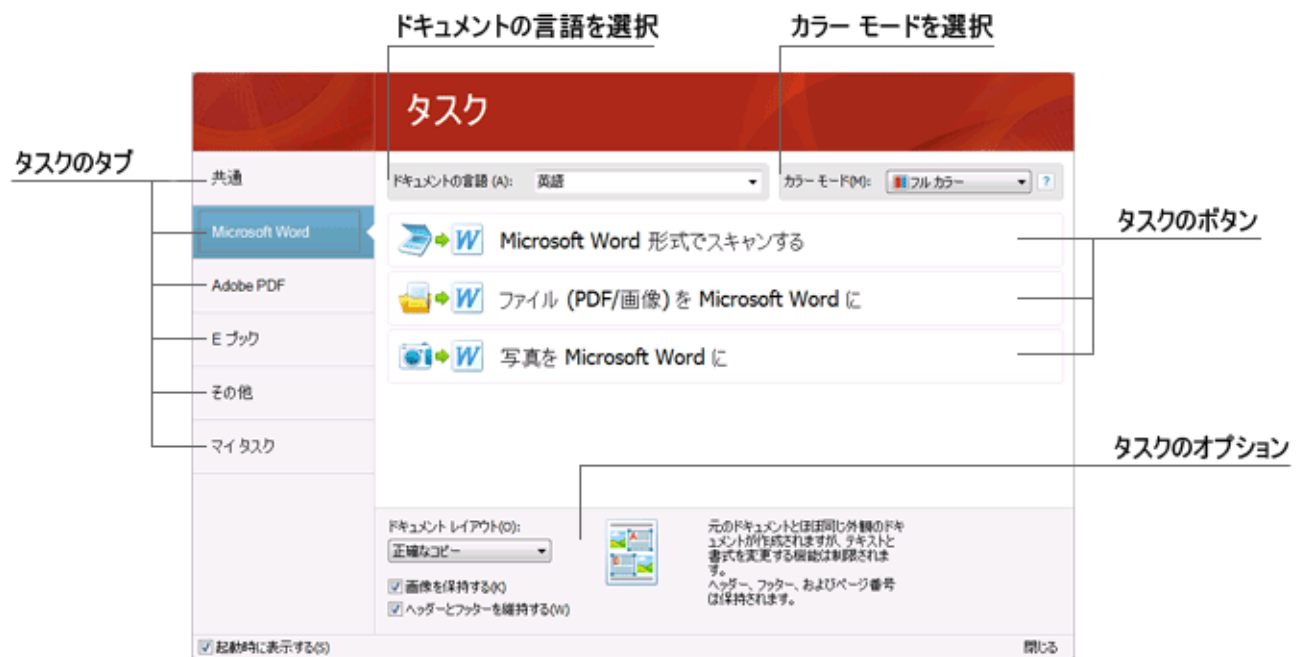 ドキュメントの言語を選択
カラー モードを選択
タスク
タスクのタブ
共通
ドキュメントの言語 (A): 英語
カラー モード(M): フル カラー ?
タスクのボタン
Microsoft Word
Microsoft Word 形式でスキャンする
Adobe PDF
ファイル (PDF/画像) を Microsoft Word に
E ブック
写真を Microsoft Word に
その他
マイ タスク
タスクのオプション
ドキュメント レイアウト(O):
正確なコピー
画像を保持する(K)
ヘッダーとフッターを維持する(W)
元のドキュメントとほぼ同じ外観のドキ
ュメントが作成されますが、テキストと
書式を変更する機能は制限されま
す。
ヘッダー、フッター、およびページ番号
は保持されます。
起動時に表示する(S)
閉じる